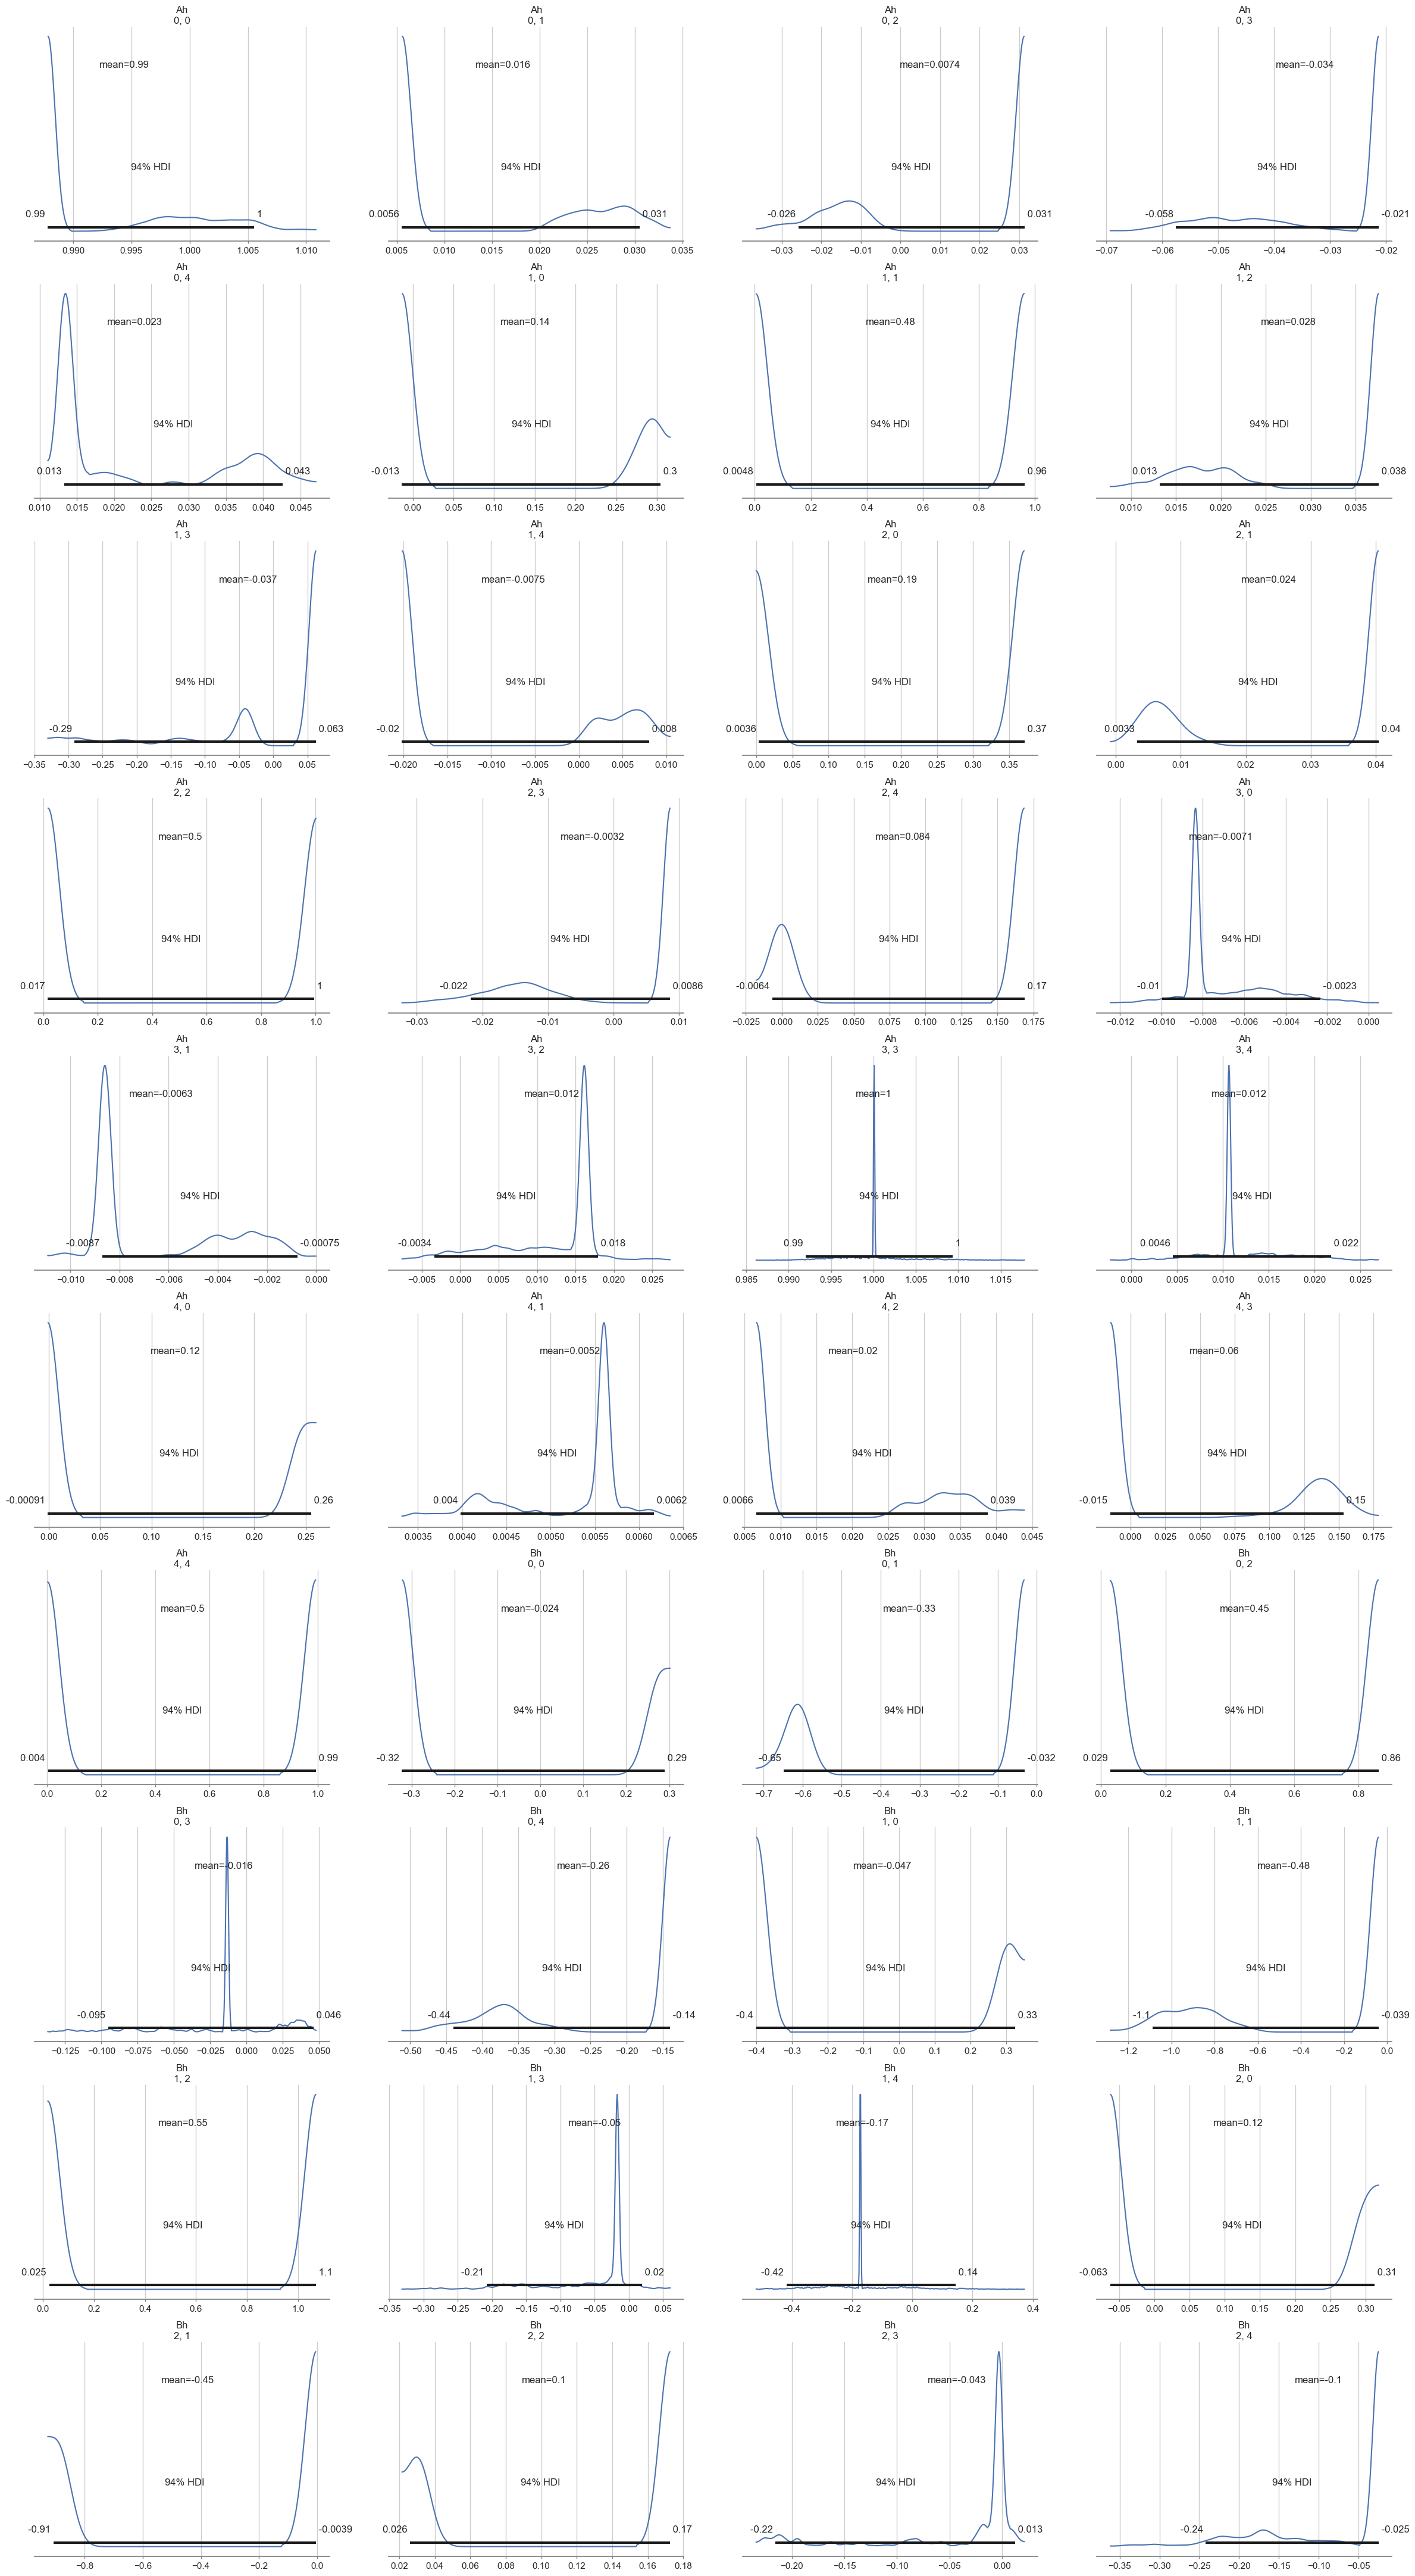 Ah
0, 0
mean=0.99
94% HDI
0.99 1
0.990 0.995 1.000 1.005 1.010
Ah
0, 1
mean=0.016
94% HDI
0.0056 0.031
0.005 0.010 0.015 0.020 0.025 0.030 0.035
Ah
0, 2
mean=0.0074
94% HDI
-0.026 0.031
−0.03 −0.02 −0.01 0.00 0.01 0.02 0.03
Ah
0, 3
mean=-0.034
94% HDI
-0.058 -0.021
−0.07 −0.06 −0.05 −0.04 −0.03 −0.02
Ah
0, 4
mean=0.023
94% HDI
0.013 0.043
0.010 0.015 0.020 0.025 0.030 0.035 0.040 0.045
Ah
1, 0
mean=0.14
94% HDI
-0.013 0.3
0.00 0.05 0.10 0.15 0.20 0.25 0.30
Ah
1, 1
mean=0.48
94% HDI
0.0048 0.96
0.0 0.2 0.4 0.6 0.8 1.0
Ah
1, 2
mean=0.028
94% HDI
0.013 0.038
0.010 0.015 0.020 0.025 0.030 0.035
Ah
1, 3
mean=-0.037
94% HDI
-0.29 0.063
−0.35 −0.30 −0.25 −0.20 −0.15 −0.10 −0.05 0.00 0.05
Ah
1, 4
mean=-0.0075
94% HDI
-0.02 0.008
−0.020 −0.015 −0.010 −0.005 0.000 0.005 0.010
Ah
2, 0
mean=0.19
94% HDI
0.0036 0.37
0.00 0.05 0.10 0.15 0.20 0.25 0.30 0.35
Ah
2, 1
mean=0.024
94% HDI
0.0033 0.04
0.00 0.01 0.02 0.03 0.04
Ah
2, 2
mean=0.5
94% HDI
0.017 1
0.0 0.2 0.4 0.6 0.8 1.0
Ah
2, 3
mean=-0.0032
94% HDI
-0.022 0.0086
−0.03 −0.02 −0.01 0.00 0.01
Ah
2, 4
mean=0.084
94% HDI
-0.0064 0.17
−0.025 0.000 0.025 0.050 0.075 0.100 0.125 0.150 0.175
Ah
3, 0
mean=-0.0071
94% HDI
-0.01 -0.0023
−0.012 −0.010 −0.008 −0.006 −0.004 −0.002 0.000
Ah
3, 1
mean=-0.0063
94% HDI
-0.0087 -0.00075
−0.010 −0.008 −0.006 −0.004 −0.002 0.000
Ah
3, 2
mean=0.012
94% HDI
-0.0034 0.018
−0.005 0.000 0.005 0.010 0.015 0.020 0.025
Ah
3, 3
mean=1
94% HDI
0.99 1
0.985 0.990 0.995 1.000 1.005 1.010 1.015
Ah
3, 4
mean=0.012
94% HDI
0.0046 0.022
0.000 0.005 0.010 0.015 0.020 0.025
Ah
4, 0
mean=0.12
94% HDI
-0.00091 0.26
0.00 0.05 0.10 0.15 0.20 0.25
Ah
4, 1
mean=0.0052
94% HDI
0.004 0.0062
0.0035 0.0040 0.0045 0.0050 0.0055 0.0060 0.0065
Ah
4, 2
mean=0.02
94% HDI
0.0066 0.039
0.005 0.010 0.015 0.020 0.025 0.030 0.035 0.040 0.045
Ah
4, 3
mean=0.06
94% HDI
-0.015 0.15
0.000 0.025 0.050 0.075 0.100 0.125 0.150 0.175
Ah
4, 4
mean=0.5
94% HDI
0.004 0.99
0.0 0.2 0.4 0.6 0.8 1.0
Bh
0, 0
mean=-0.024
94% HDI
-0.32 0.29
−0.3 −0.2 −0.1 0.0 0.1 0.2 0.3
Bh
0, 1
mean=-0.33
94% HDI
-0.65 -0.032
−0.7 −0.6 −0.5 −0.4 −0.3 −0.2 −0.1 0.0
Bh
0, 2
mean=0.45
94% HDI
0.029 0.86
0.0 0.2 0.4 0.6 0.8
Bh
0, 3
mean=-0.016
94% HDI
-0.095 0.046
−0.125 −0.100 −0.075 −0.050 −0.025 0.000 0.025 0.050
Bh
0, 4
mean=-0.26
94% HDI
-0.44 -0.14
−0.50 −0.45 −0.40 −0.35 −0.30 −0.25 −0.20 −0.15
Bh
1, 0
mean=-0.047
94% HDI
-0.4 0.33
−0.4 −0.3 −0.2 −0.1 0.0 0.1 0.2 0.3
Bh
1, 1
mean=-0.48
94% HDI
-1.1 -0.039
−1.2 −1.0 −0.8 −0.6 −0.4 −0.2 0.0
Bh
1, 2
mean=0.55
94% HDI
0.025 1.1
0.0 0.2 0.4 0.6 0.8 1.0
Bh
1, 3
mean=-0.05
94% HDI
-0.21 0.02
−0.35 −0.30 −0.25 −0.20 −0.15 −0.10 −0.05 0.00 0.05
Bh
1, 4
mean=-0.17
94% HDI
-0.42 0.14
−0.4 −0.2 0.0 0.2 0.4
Bh
2, 0
mean=0.12
94% HDI
-0.063 0.31
−0.05 0.00 0.05 0.10 0.15 0.20 0.25 0.30
Bh
2, 1
mean=-0.45
94% HDI
-0.91 -0.0039
−0.8 −0.6 −0.4 −0.2 0.0
Bh
2, 2
mean=0.1
94% HDI
0.026 0.17
0.02 0.04 0.06 0.08 0.10 0.12 0.14 0.16 0.18
Bh
2, 3
mean=-0.043
94% HDI
-0.22 0.013
−0.20 −0.15 −0.10 −0.05 0.00
Bh
2, 4
mean=-0.1
94% HDI
-0.24 -0.025
−0.35 −0.30 −0.25 −0.20 −0.15 −0.10 −0.05